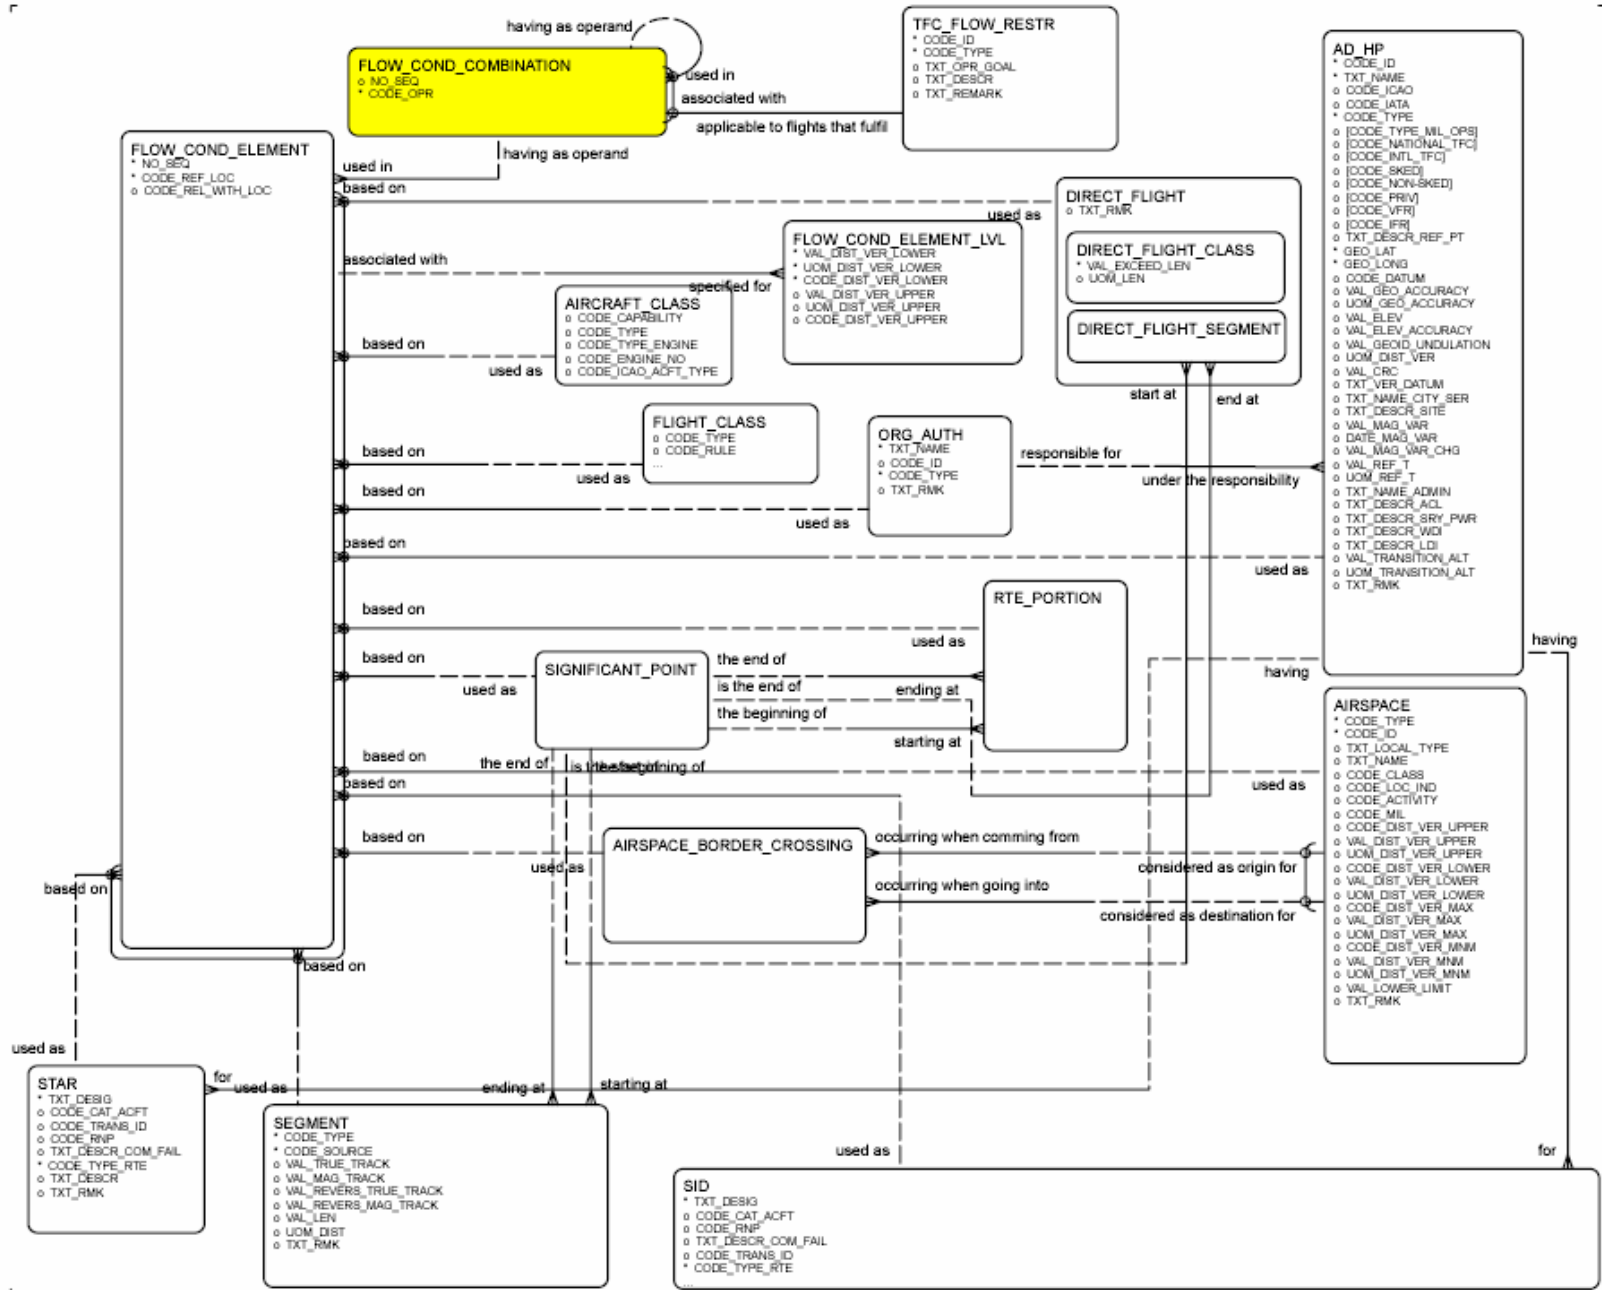 having as operand
FLOW_COND_COMBINATION
o NO_SEQ
* CODE_OPR
used in
associated with
applicable to flights that fulfil
having as operand
TFC_FLOW_RESTR
* CODE_ID
* CODE_TYPE
o TXT_OPR_GOAL
o TXT_DESCR
o TXT_REMARK
AD_HP
* CODE_ID
* TXT_NAME
o CODE_ICAO
o CODE_IATA
* CODE_TYPE
o [CODE_TYPE_MIL_OPS]
o [CODE_NATIONAL_TFC]
o [CODE_INTL_TFC]
o [CODE_SKED]
o [CODE_NON-SKED]
o [CODE_PRIV]
o [CODE_VFR]
o [CODE_IFR]
o TXT_DESCR_REF_PT
* GEO_LAT
* GEO_LONG
o CODE_DATUM
o VAL_GEO_ACCURACY
o UOM_GEO_ACCURACY
o VAL_ELEV
o VAL_ELEV_ACCURACY
o VAL_GEOID_UNDULATION
o UOM_DIST_VER
o VAL_CRC
o TXT_VER_DATUM
o TXT_NAME_CITY_SER
o TXT_DESCR_SITE
o VAL_MAG_VAR
o DATE_MAG_VAR
o VAL_MAG_VAR_CHG
o VAL_REF_T
o UOM_REF_T
o TXT_NAME_ADMIN
o TXT_DESCR_ACL
o TXT_DESCR_SRY_PWR
o TXT_DESCR_WDI
o TXT_DESCR_LDI
o VAL_TRANSITION_ALT
o UOM_TRANSITION_ALT
o TXT_RMK
FLOW_COND_ELEMENT
* NO_SEQ
* CODE_REF_LOC
o CODE_REL_WITH_LOC
used in
based on
used as
DIRECT_FLIGHT
o TXT_RMK
DIRECT_FLIGHT_CLASS
* VAL_EXCEED_LEN
o UOM_LEN
DIRECT_FLIGHT_SEGMENT
start at
end at
associated with
specified for
FLOW_COND_ELEMENT_LVL
* VAL_DIST_VER_LOWER
* UOM_DIST_VER_LOWER
* CODE_DIST_VER_LOWER
o VAL_DIST_VER_UPPER
o UOM_DIST_VER_UPPER
o CODE_DIST_VER_UPPER
AIRCRAFT_CLASS
o CODE_CAPABILITY
o CODE_TYPE
o CODE_TYPE_ENGINE
o CODE_ENGINE_NO
o CODE_ICAO_ACFT_TYPE
based on
used as
FLIGHT_CLASS
o CODE_TYPE
o CODE_RULE
...
based on
used as
ORG_AUTH
* TXT_NAME
o CODE_ID
* CODE_TYPE
o TXT_RMK
responsible for
under the responsibility
based on
used as
based on
used as
RTE_PORTION
based on
used as
having
having
SIGNIFICANT_POINT
based on
used as
the end of
is the end of
ending at
the beginning of
starting at
AIRSPACE
* CODE_TYPE
* CODE_ID
o TXT_LOCAL_TYPE
o TXT_NAME
o CODE_CLASS
o CODE_LOC_IND
o CODE_ACTIVITY
o CODE_MIL
o CODE_DIST_VER_UPPER
o VAL_DIST_VER_UPPER
o UOM_DIST_VER_UPPER
o CODE_DIST_VER_LOWER
o VAL_DIST_VER_LOWER
o UOM_DIST_VER_LOWER
o CODE_DIST_VER_MAX
o VAL_DIST_VER_MAX
o UOM_DIST_VER_MAX
o CODE_DIST_VER_MNM
o VAL_DIST_VER_MNM
o UOM_DIST_VER_MNM
o VAL_LOWER_LIMIT
o TXT_RMK
based on
the end of
used as
based on
based on
used as
AIRSPACE_BORDER_CROSSING
occurring when comming from
considered as origin for
occurring when going into
considered as destination for
based on
based on
used as
STAR
* TXT_DESIG
o CODE_CAT_ACFT
o CODE_TRANS_ID
o CODE_RNP
o TXT_DESCR_COM_FAIL
* CODE_TYPE_RTE
o TXT_DESCR
o TXT_RMK
for
used as
ending at
starting at
SEGMENT
* CODE_TYPE
* CODE_SOURCE
o VAL_TRUE_TRACK
o VAL_MAG_TRACK
o VAL_REVERS_TRUE_TRACK
o VAL_REVERS_MAG_TRACK
o VAL_LEN
o UOM_DIST
o TXT_RMK
used as
for
SID
* TXT_DESIG
o CODE_CAT_ACFT
o CODE_RNP
o TXT_DESCR_COM_FAIL
o CODE_TRANS_ID
* CODE_TYPE_RTE
...